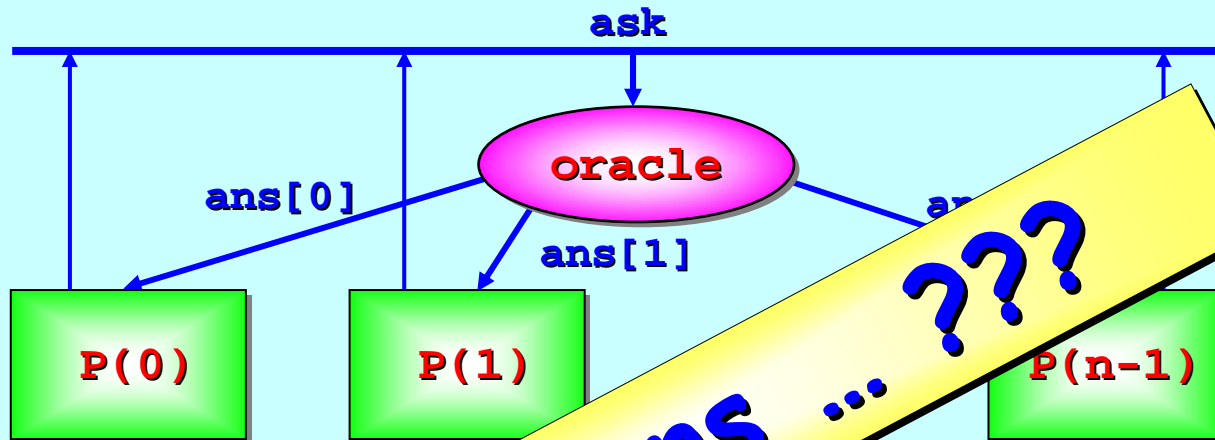 ask
oracle
ans[0]
ans[1]
P(0)
P(1)
P(n-1)
... ???